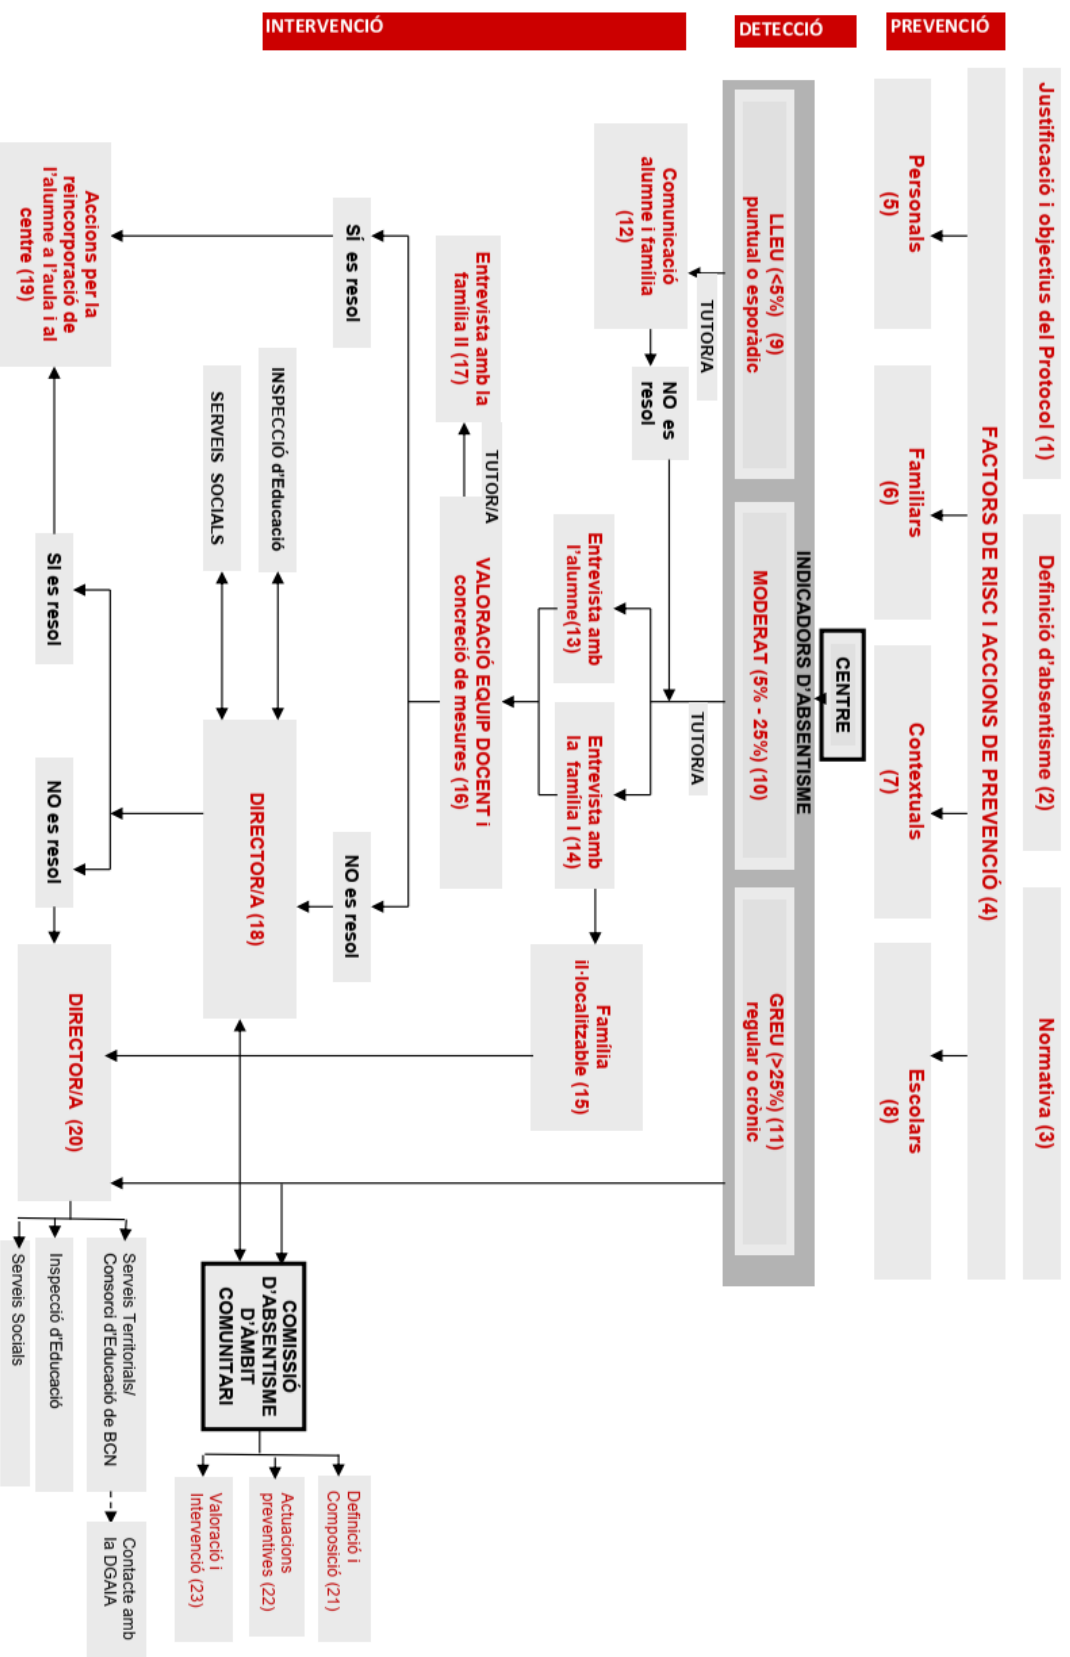 PREVENCIÓ
DETECCIÓ
INTERVENCIÓ
Justificació i objectius del Protocol (1)
Definició d'absentisme (2)
Normativa (3)
FACTORS DE RISC I ACCIONS DE PREVENCIÓ (4)
Personals
(5)
Familiars
(6)
Contextuals
(7)
Escolars
(8)
CENTRE
INDICADORS D'ABSENTISME
LLEU (<5%) (9)
puntual o esporàdic
MODERAT (5% - 25%) (10)
GREU (>25%) (11)
regular o crònic
TUTOR/A
TUTOR/A
Comunicació
alumne i família
(12)
NO es
resol
Entrevista amb
l'alumne(13)
Entrevista amb
la família I (14)
Família
il·localitzable (15)
VALORACIÓ EQUIP DOCENT i
concreció de mesures (16)
TUTOR/A
Entrevista amb la
família II (17)
SÍ es resol
NO es resol
INSPECCIÓ d'Educació
SERVEIS SOCIALS
DIRECTOR/A (18)
COMISSIÓ
D'ABSENTISME
D'ÀMBIT
COMUNITARI
Definició i
Composició (21)
Actuacions
preventives (22)
Valoració i
Intervenció (23)
Accions per la
reincorporació de
l'alumne a l'aula i al
centre (19)
SI es resol
NO es resol
DIRECTOR/A (20)
Serveis Territorials/
Consorci d'Educació de BCN
Inspecció d'Educació
Serveis Socials
Contacte amb
la DGAIA